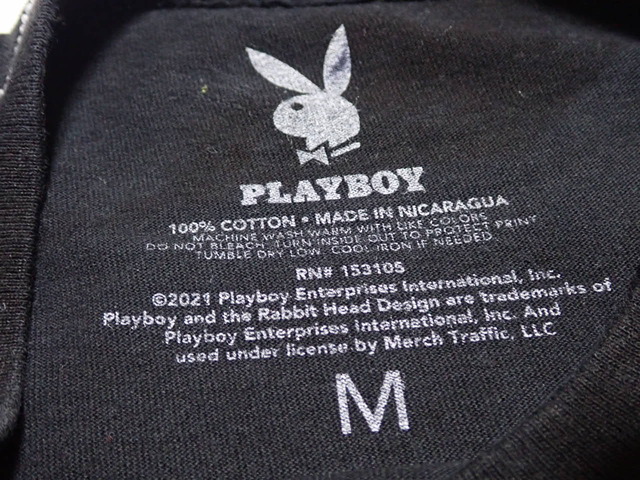 PLAYBOY
100% COTTON • MADE IN NICARAGUA
MACHINE WASH WARM WITH LIKE COLORS
DO NOT BLEACH. TURN INSIDE OUT TO PROTECT PRINT
TUMBLE DRY LOW. COOL IRON IF NEEDED.
RN# 153105
©2021 Playboy Enterprises International, Inc.
Playboy and the Rabbit Head Design are trademarks of
Playboy Enterprises International, Inc. And
used under license by Merch Traffic, LLC
M